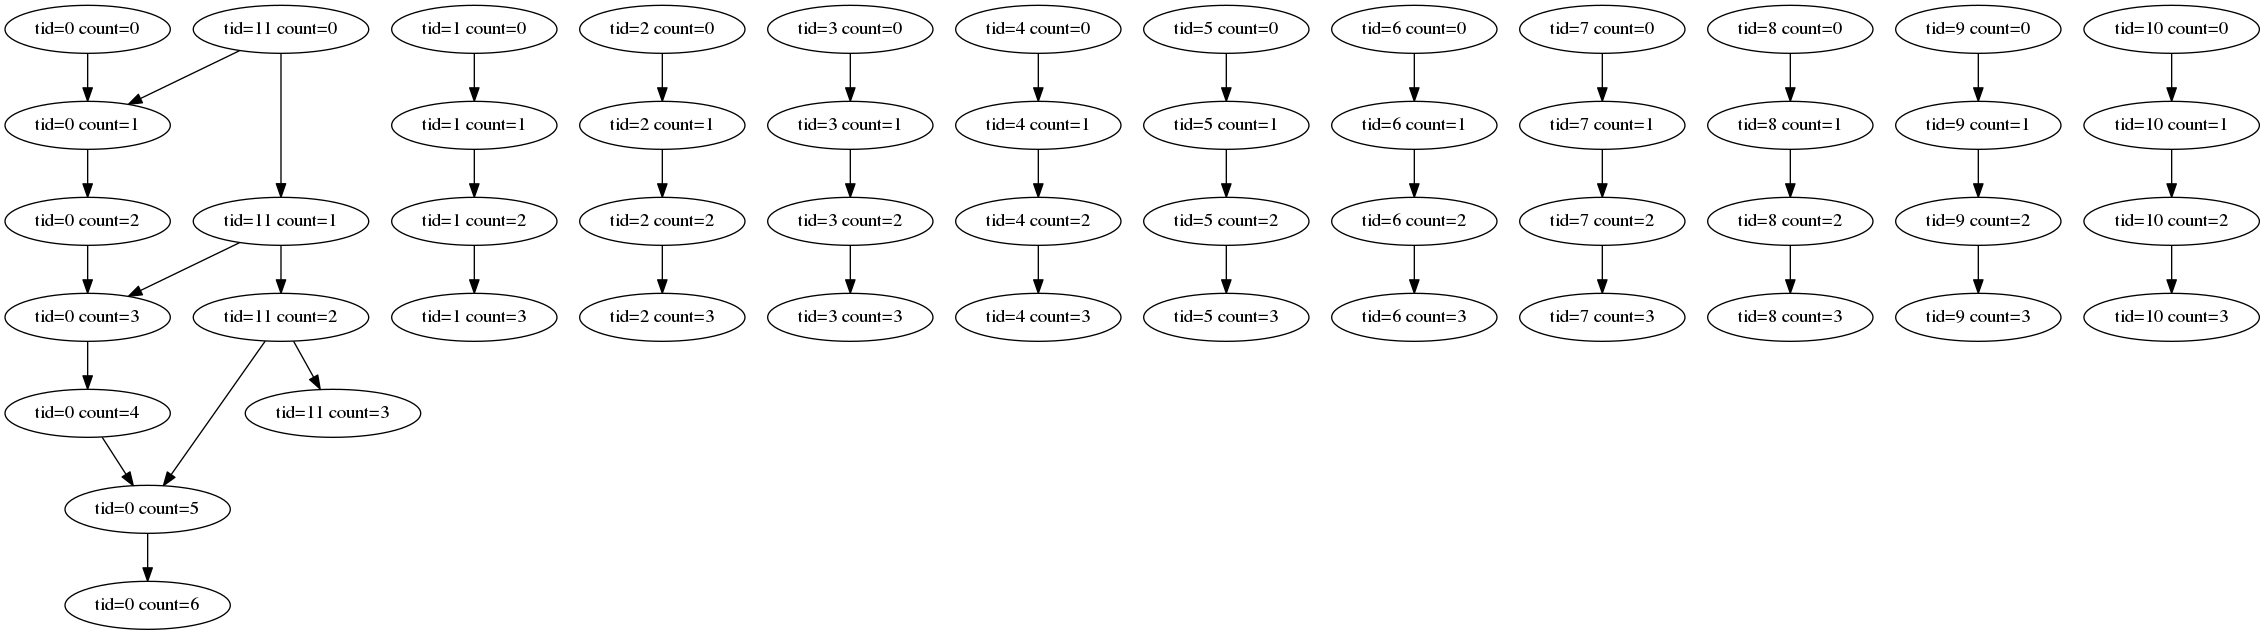 tid=0 count=0
tid=11 count=0
tid=1 count=0
tid=2 count=0
tid=3 count=0
tid=4 count=0
tid=5 count=0
tid=6 count=0
tid=7 count=0
tid=8 count=0
tid=9 count=0
tid=10 count=0
tid=0 count=1
tid=1 count=1
tid=2 count=1
tid=3 count=1
tid=4 count=1
tid=5 count=1
tid=6 count=1
tid=7 count=1
tid=8 count=1
tid=9 count=1
tid=10 count=1
tid=0 count=2
tid=11 count=1
tid=1 count=2
tid=2 count=2
tid=3 count=2
tid=4 count=2
tid=5 count=2
tid=6 count=2
tid=7 count=2
tid=8 count=2
tid=9 count=2
tid=10 count=2
tid=0 count=3
tid=11 count=2
tid=1 count=3
tid=2 count=3
tid=3 count=3
tid=4 count=3
tid=5 count=3
tid=6 count=3
tid=7 count=3
tid=8 count=3
tid=9 count=3
tid=10 count=3
tid=0 count=4
tid=11 count=3
tid=0 count=5
tid=0 count=6